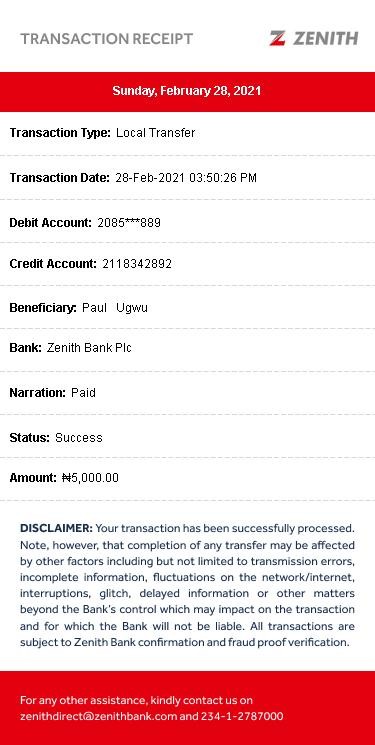 TRANSACTION RECEIPT
ZENITH
Sunday, February 28, 2021
Transaction Type: Local Transfer
Transaction Date: 28-Feb-2021 03:50:26 PM
Debit Account: 2085***889
Credit Account: 2118342892
Beneficiary: Paul Ugwu
Bank: Zenith Bank Plc
Narration: Paid
Status: Success
Amount: ₦5,000.00
DISCLAIMER: Your transaction has been successfully processed.
Note, however, that completion of any transfer may be affected
by other factors including but not limited to transmission errors,
incomplete information, fluctuations on the network/internet,
interruptions, glitch, delayed information or other matters
beyond the Bank's control which may impact on the transaction
and for which the Bank will not be liable. All transactions are
subject to Zenith Bank confirmation and fraud proof verification.
For any other assistance, kindly contact us on
zenithdirect@zenithbank.com and 234-1-2787000